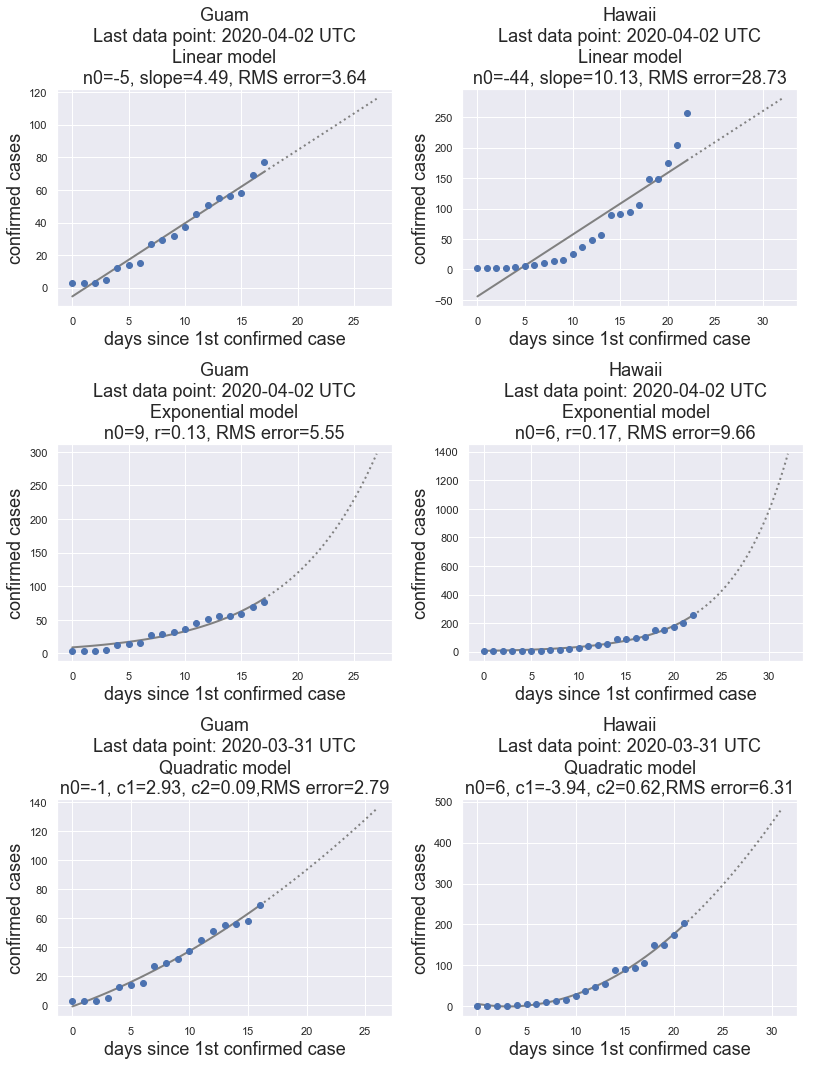 Guam
Last data point: 2020-04-02 UTC
Linear model
n0=-5, slope=4.49, RMS error=3.64
120
100
80
60
40
20
0
confirmed cases
0 5 10 15 20 25
days since 1st confirmed case
Hawaii
Last data point: 2020-04-02 UTC
Linear model
n0=-44, slope=10.13, RMS error=28.73
250
200
150
100
50
0
−50
confirmed cases
0 5 10 15 20 25 30
days since 1st confirmed case
Guam
Last data point: 2020-04-02 UTC
Exponential model
n0=9, r=0.13, RMS error=5.55
300
250
200
150
100
50
0
confirmed cases
0 5 10 15 20 25
days since 1st confirmed case
Hawaii
Last data point: 2020-04-02 UTC
Exponential model
n0=6, r=0.17, RMS error=9.66
1400
1200
1000
800
600
400
200
0
confirmed cases
0 5 10 15 20 25 30
days since 1st confirmed case
Guam
Last data point: 2020-03-31 UTC
Quadratic model
n0=-1, c1=2.93, c2=0.09,RMS error=2.79
140
120
100
80
60
40
20
0
confirmed cases
0 5 10 15 20 25
days since 1st confirmed case
Hawaii
Last data point: 2020-03-31 UTC
Quadratic model
n0=6, c1=-3.94, c2=0.62,RMS error=6.31
500
400
300
200
100
0
confirmed cases
0 5 10 15 20 25 30
days since 1st confirmed case